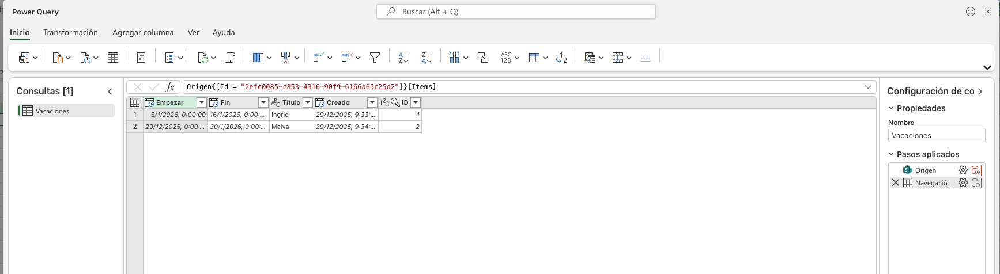 Power Query
Buscar (Alt + Q)
Inicio Transformación Agregar columna Ver Ayuda
Consultas [1]
Vacaciones
fx Origen{[Id = "2efe0085-c853-4316-90f9-6166a65c25d2"]}[Items]
Empezar Fin ABC Título Creado 123 ID
1 5/1/2026, 0:00:00 16/1/2026, 0:00:... Ingrid 29/12/2025, 9:33:... 1
2 29/12/2025, 0:00:... 30/1/2026, 0:00:... Malva 29/12/2025, 9:34:... 2
Configuración de co
Propiedades
Nombre
Vacaciones
Pasos aplicados
Origen
Navegació...